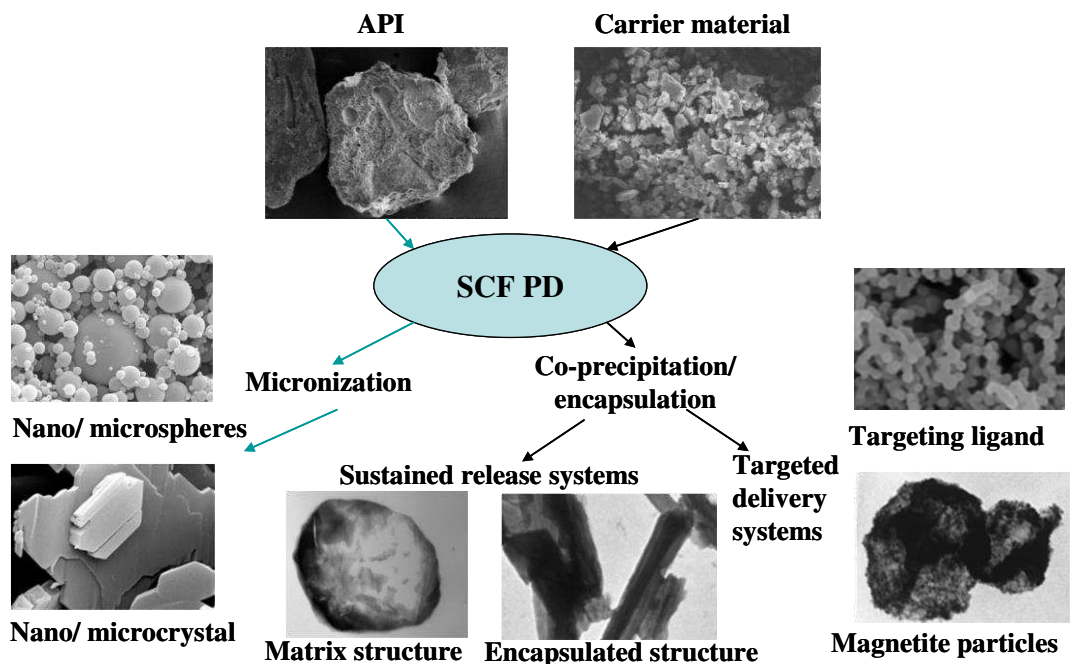 API
Carrier material
SCF PD
Micronization
Co-precipitation/
encapsulation
Nano/ microspheres
Targeting ligand
Sustained release systems
Targeted
delivery
systems
Nano/ microcrystal
Matrix structure
Encapsulated structure
Magnetite particles